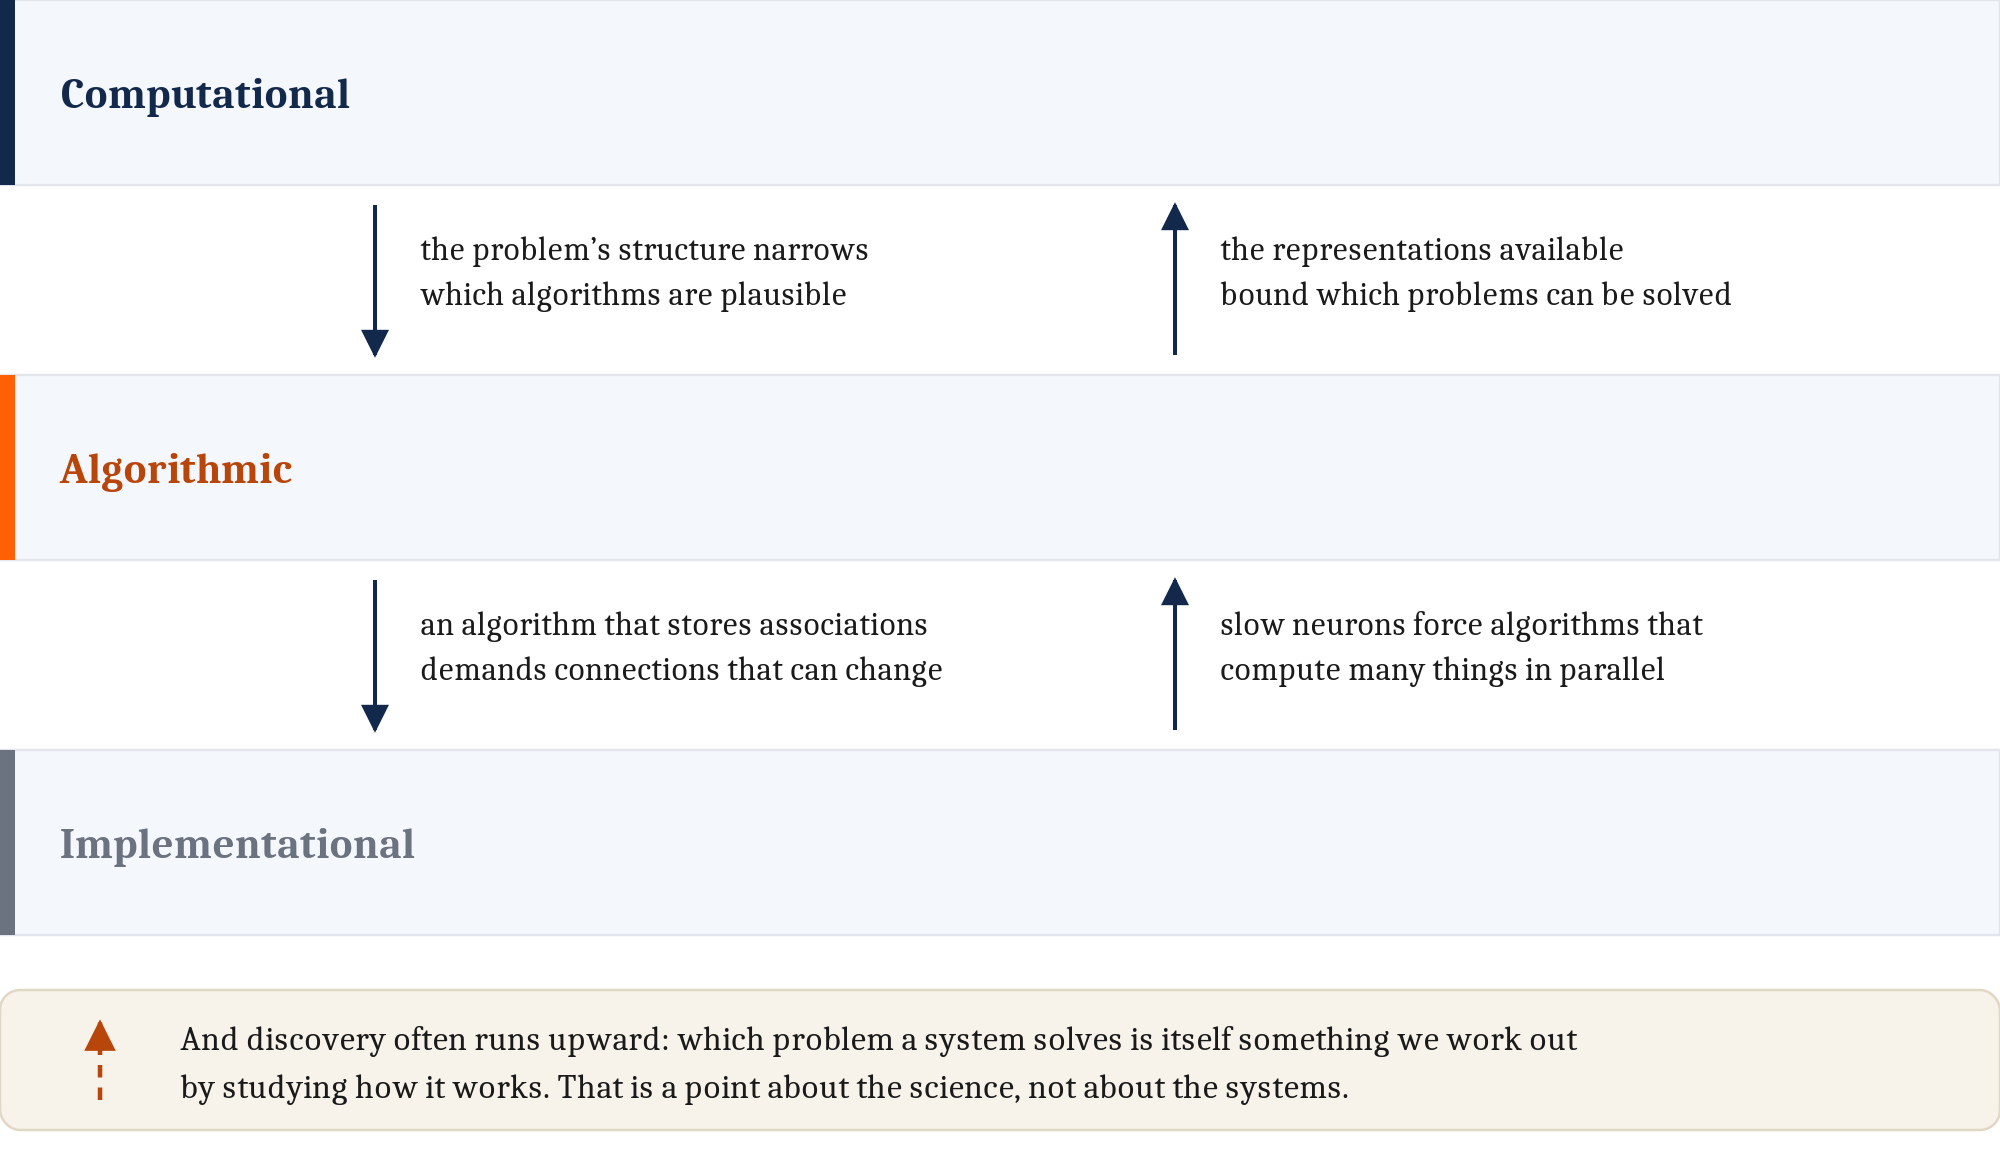 Computational
the problem’s structure narrows
which algorithms are plausible
the representations available
bound which problems can be solved
Algorithmic
an algorithm that stores associations
demands connections that can change
slow neurons force algorithms that
compute many things in parallel
Implementational
And discovery often runs upward: which problem a system solves is itself something we work out
by studying how it works. That is a point about the science, not about the systems.